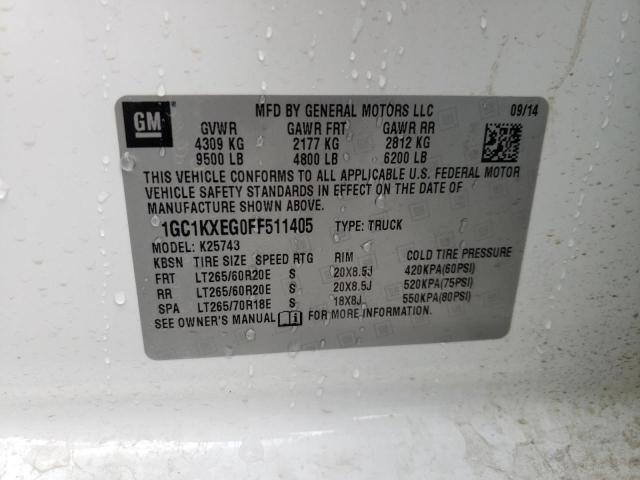 GM
MFD BY GENERAL MOTORS LLC 09/14
GVWR GAWR FRT GAWR RR
4309 KG 2177 KG 2812 KG
9500 LB 4800 LB 6200 LB
THIS VEHICLE CONFORMS TO ALL APPLICABLE U.S. FEDERAL MOTOR
VEHICLE SAFETY STANDARDS IN EFFECT ON THE DATE OF
MANUFACTURE SHOWN ABOVE.
1GC1KXEG0FF511405 TYPE: TRUCK
MODEL: K25743
KBSN TIRE SIZE SPEED RTG RIM COLD TIRE PRESSURE
FRT LT265/60R20E S 20X8.5J 420KPA(60PSI)
RR LT265/60R20E S 20X8.5J 520KPA(75PSI)
SPA LT265/70R18E S 18X8J 550KPA(80PSI)
SEE OWNER'S MANUAL FOR MORE INFORMATION.